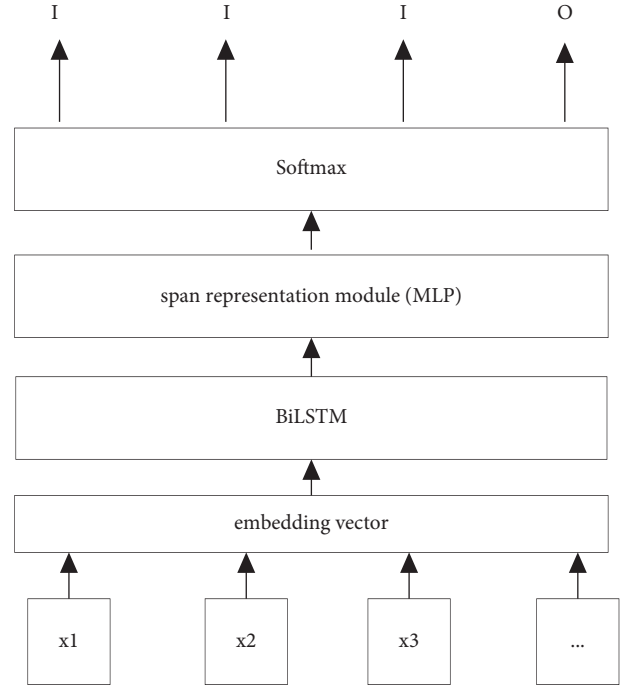 I I I O
Softmax
span representation module (MLP)
BiLSTM
embedding vector
x1 x2 x3 ...